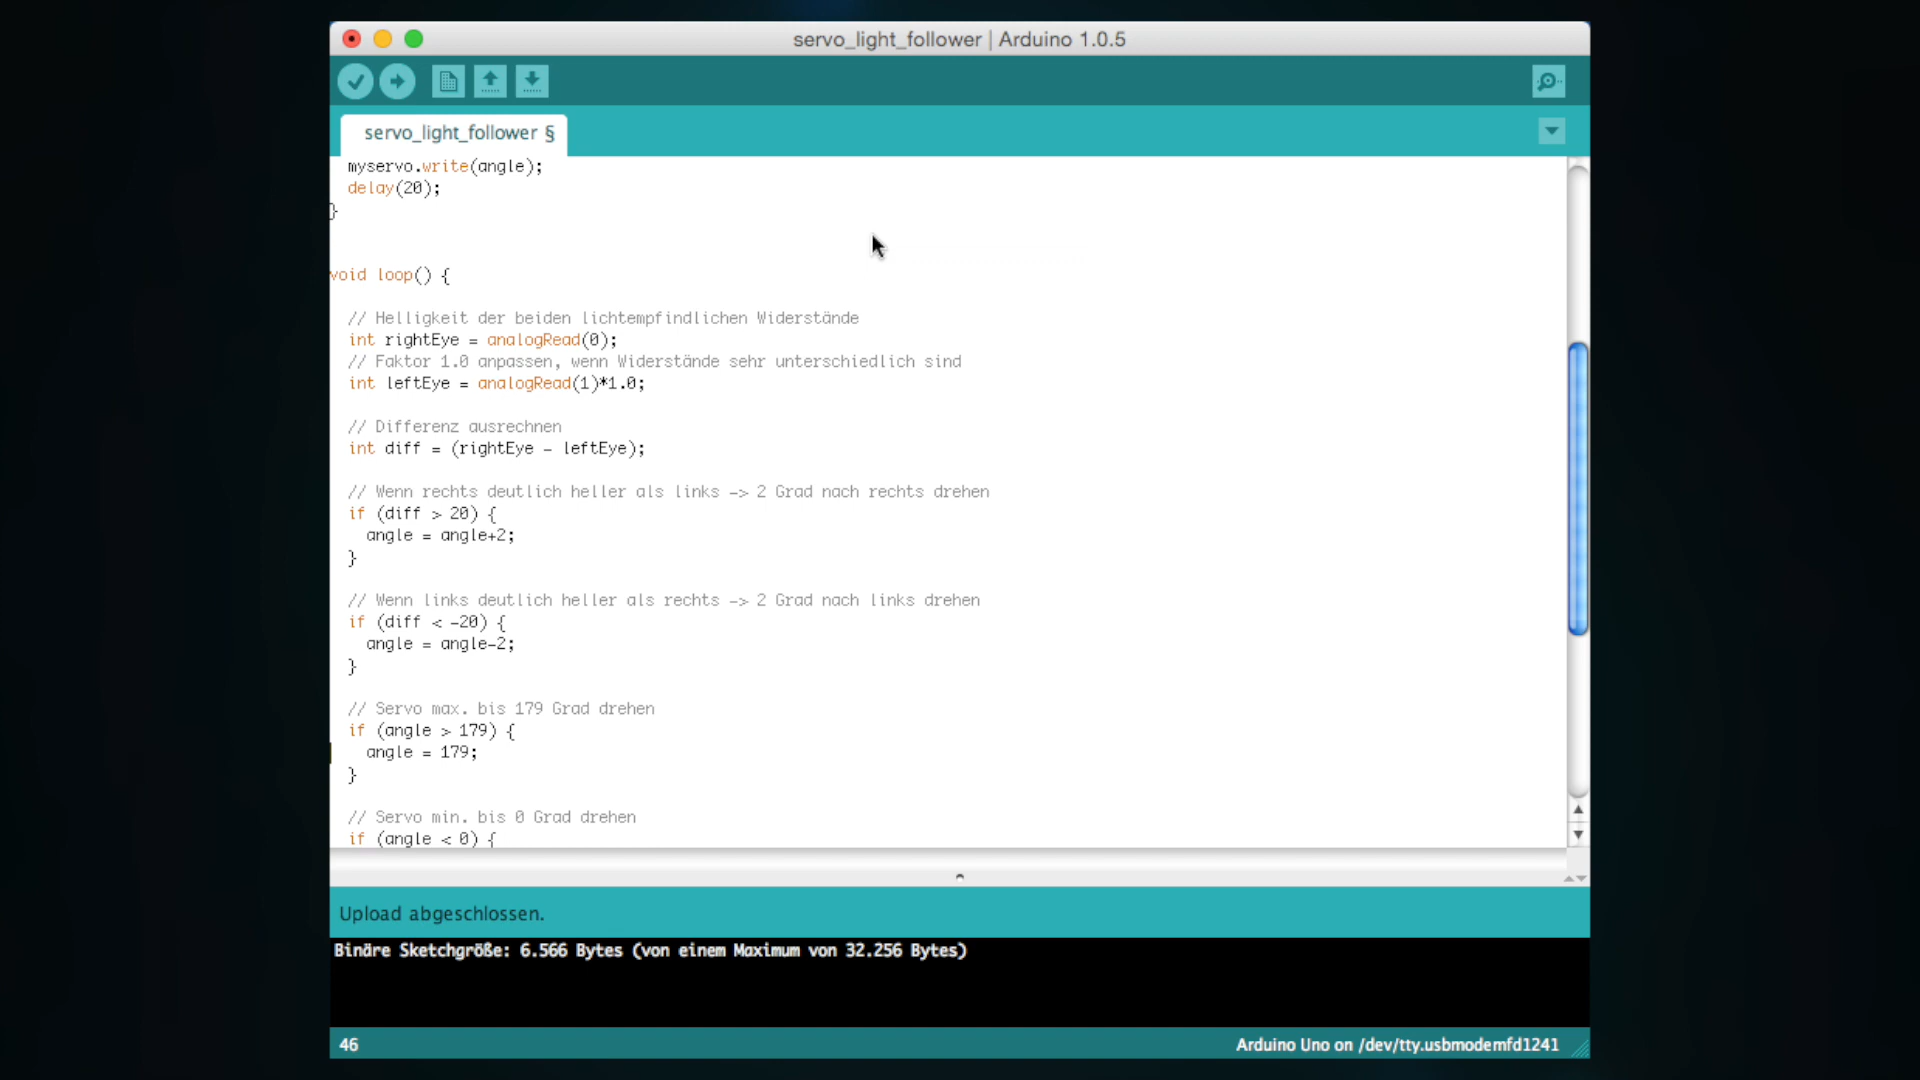 servo_light_follower | Arduino 1.0.5
servo_light_follower §
myservo.write(angle);
delay(20);
}
void loop() {
// Helligkeit der beiden lichtempfindlichen Widerstände
int rightEye = analogRead(0);
// Faktor 1.0 anpassen, wenn Widerstände sehr unterschiedlich sind
int leftEye = analogRead(1)*1.0;
// Differenz ausrechnen
int diff = (rightEye - leftEye);
// Wenn rechts deutlich heller als links -> 2 Grad nach rechts drehen
if (diff > 20) {
angle = angle+2;
}
// Wenn links deutlich heller als rechts -> 2 Grad nach links drehen
if (diff < -20) {
angle = angle-2;
}
// Servo max. bis 179 Grad drehen
if (angle > 179) {
angle = 179;
}
// Servo min. bis 0 Grad drehen
if (angle < 0) {
Upload abgeschlossen.
Binäre Sketchgröße: 6.566 Bytes (von einem Maximum von 32.256 Bytes)
46
Arduino Uno on /dev/tty.usbmodemfd1241